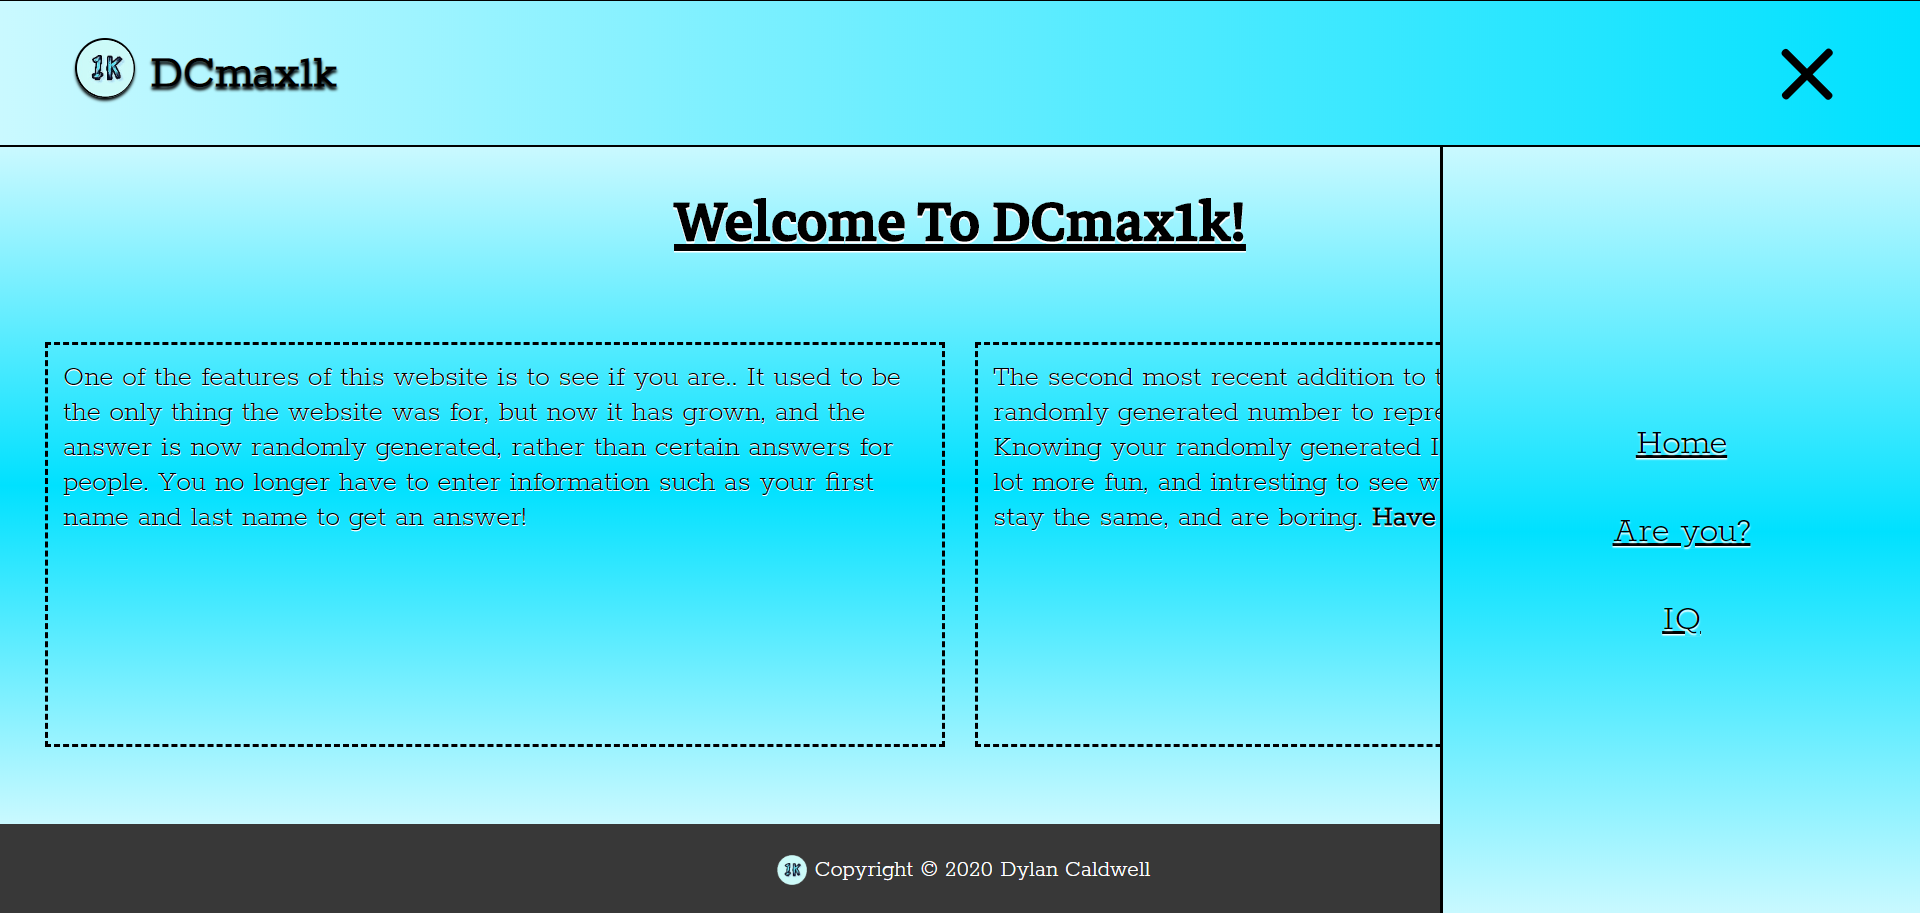 1K DCmax1k
Welcome To DCmax1k!
One of the features of this website is to see if you are.. It used to be
the only thing the website was for, but now it has grown, and the
answer is now randomly generated, rather than certain answers for
people. You no longer have to enter information such as your first
name and last name to get an answer!
The second most recent addition to t
randomly generated number to repre
Knowing your randomly generated I
lot more fun, and intresting to see w
stay the same, and are boring. Have
Home
Are you?
IQ
1K Copyright © 2020 Dylan Caldwell